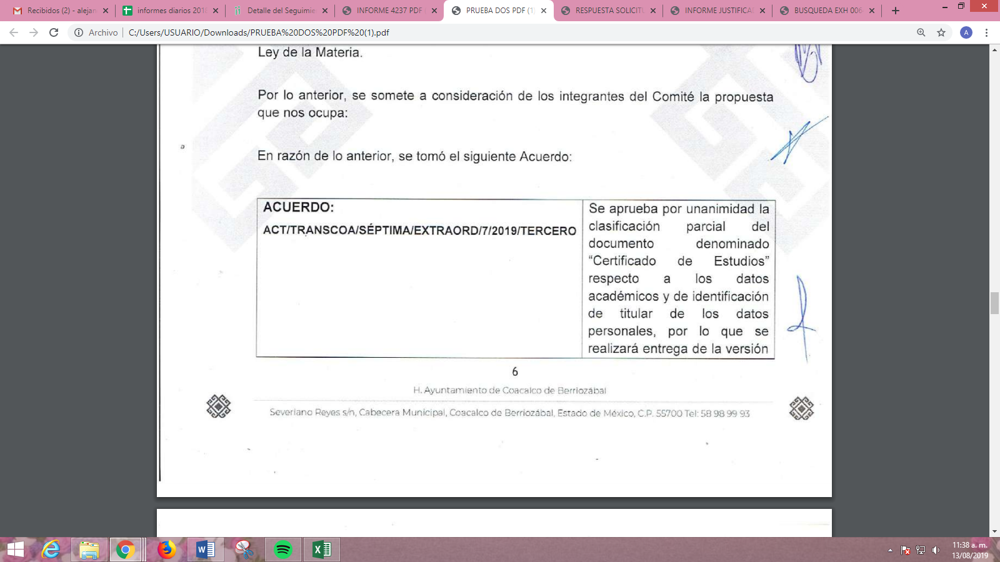 Recibidos (2) - alejan
informes diarios 2018
Detalle del Seguimie
INFORME 4237 PDF
PRUEBA DOS PDF (1)
RESPUESTA SOLICITU
INFORME JUSTIFICA
BUSQUEDA EXH 006
Archivo
C:/Users/USUARIO/Downloads/PRUEBA%20DOS%20PDF%20(1).pdf
A
Ley de la Materia.
Por lo anterior, se somete a consideración de los integrantes del Comité la propuesta
que nos ocupa:
En razón de lo anterior, se tomó el siguiente Acuerdo:
ACUERDO:
ACT/TRANSCOA/SÉPTIMA/EXTRAORD/7/2019/TERCERO
Se aprueba por unanimidad la
clasificación parcial del
documento denominado
“Certificado de Estudios”
respecto a los datos
académicos y de identificación
de titular de los datos
personales, por lo que se
realizará entrega de la versión
6
H. Ayuntamiento de Coacalco de Berriozábal
Severiano Reyes s/n, Cabecera Municipal, Coacalco de Berriozábal, Estado de México, C.P. 55700 Tel: 58 98 99 93
11:38 a. m.
13/08/2019